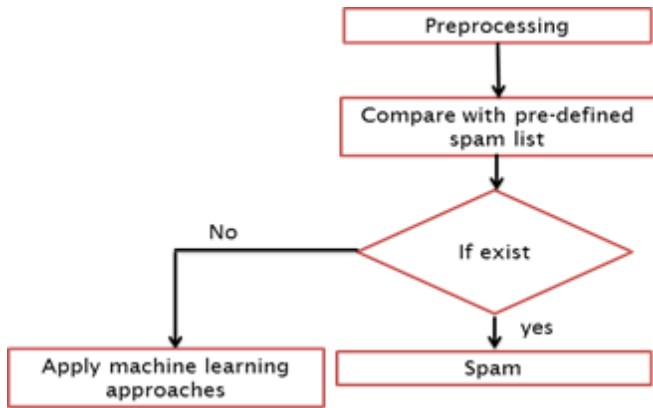 Preprocessing
Compare with pre-defined
spam list
If exist
No
yes
Apply machine learning
approaches
Spam